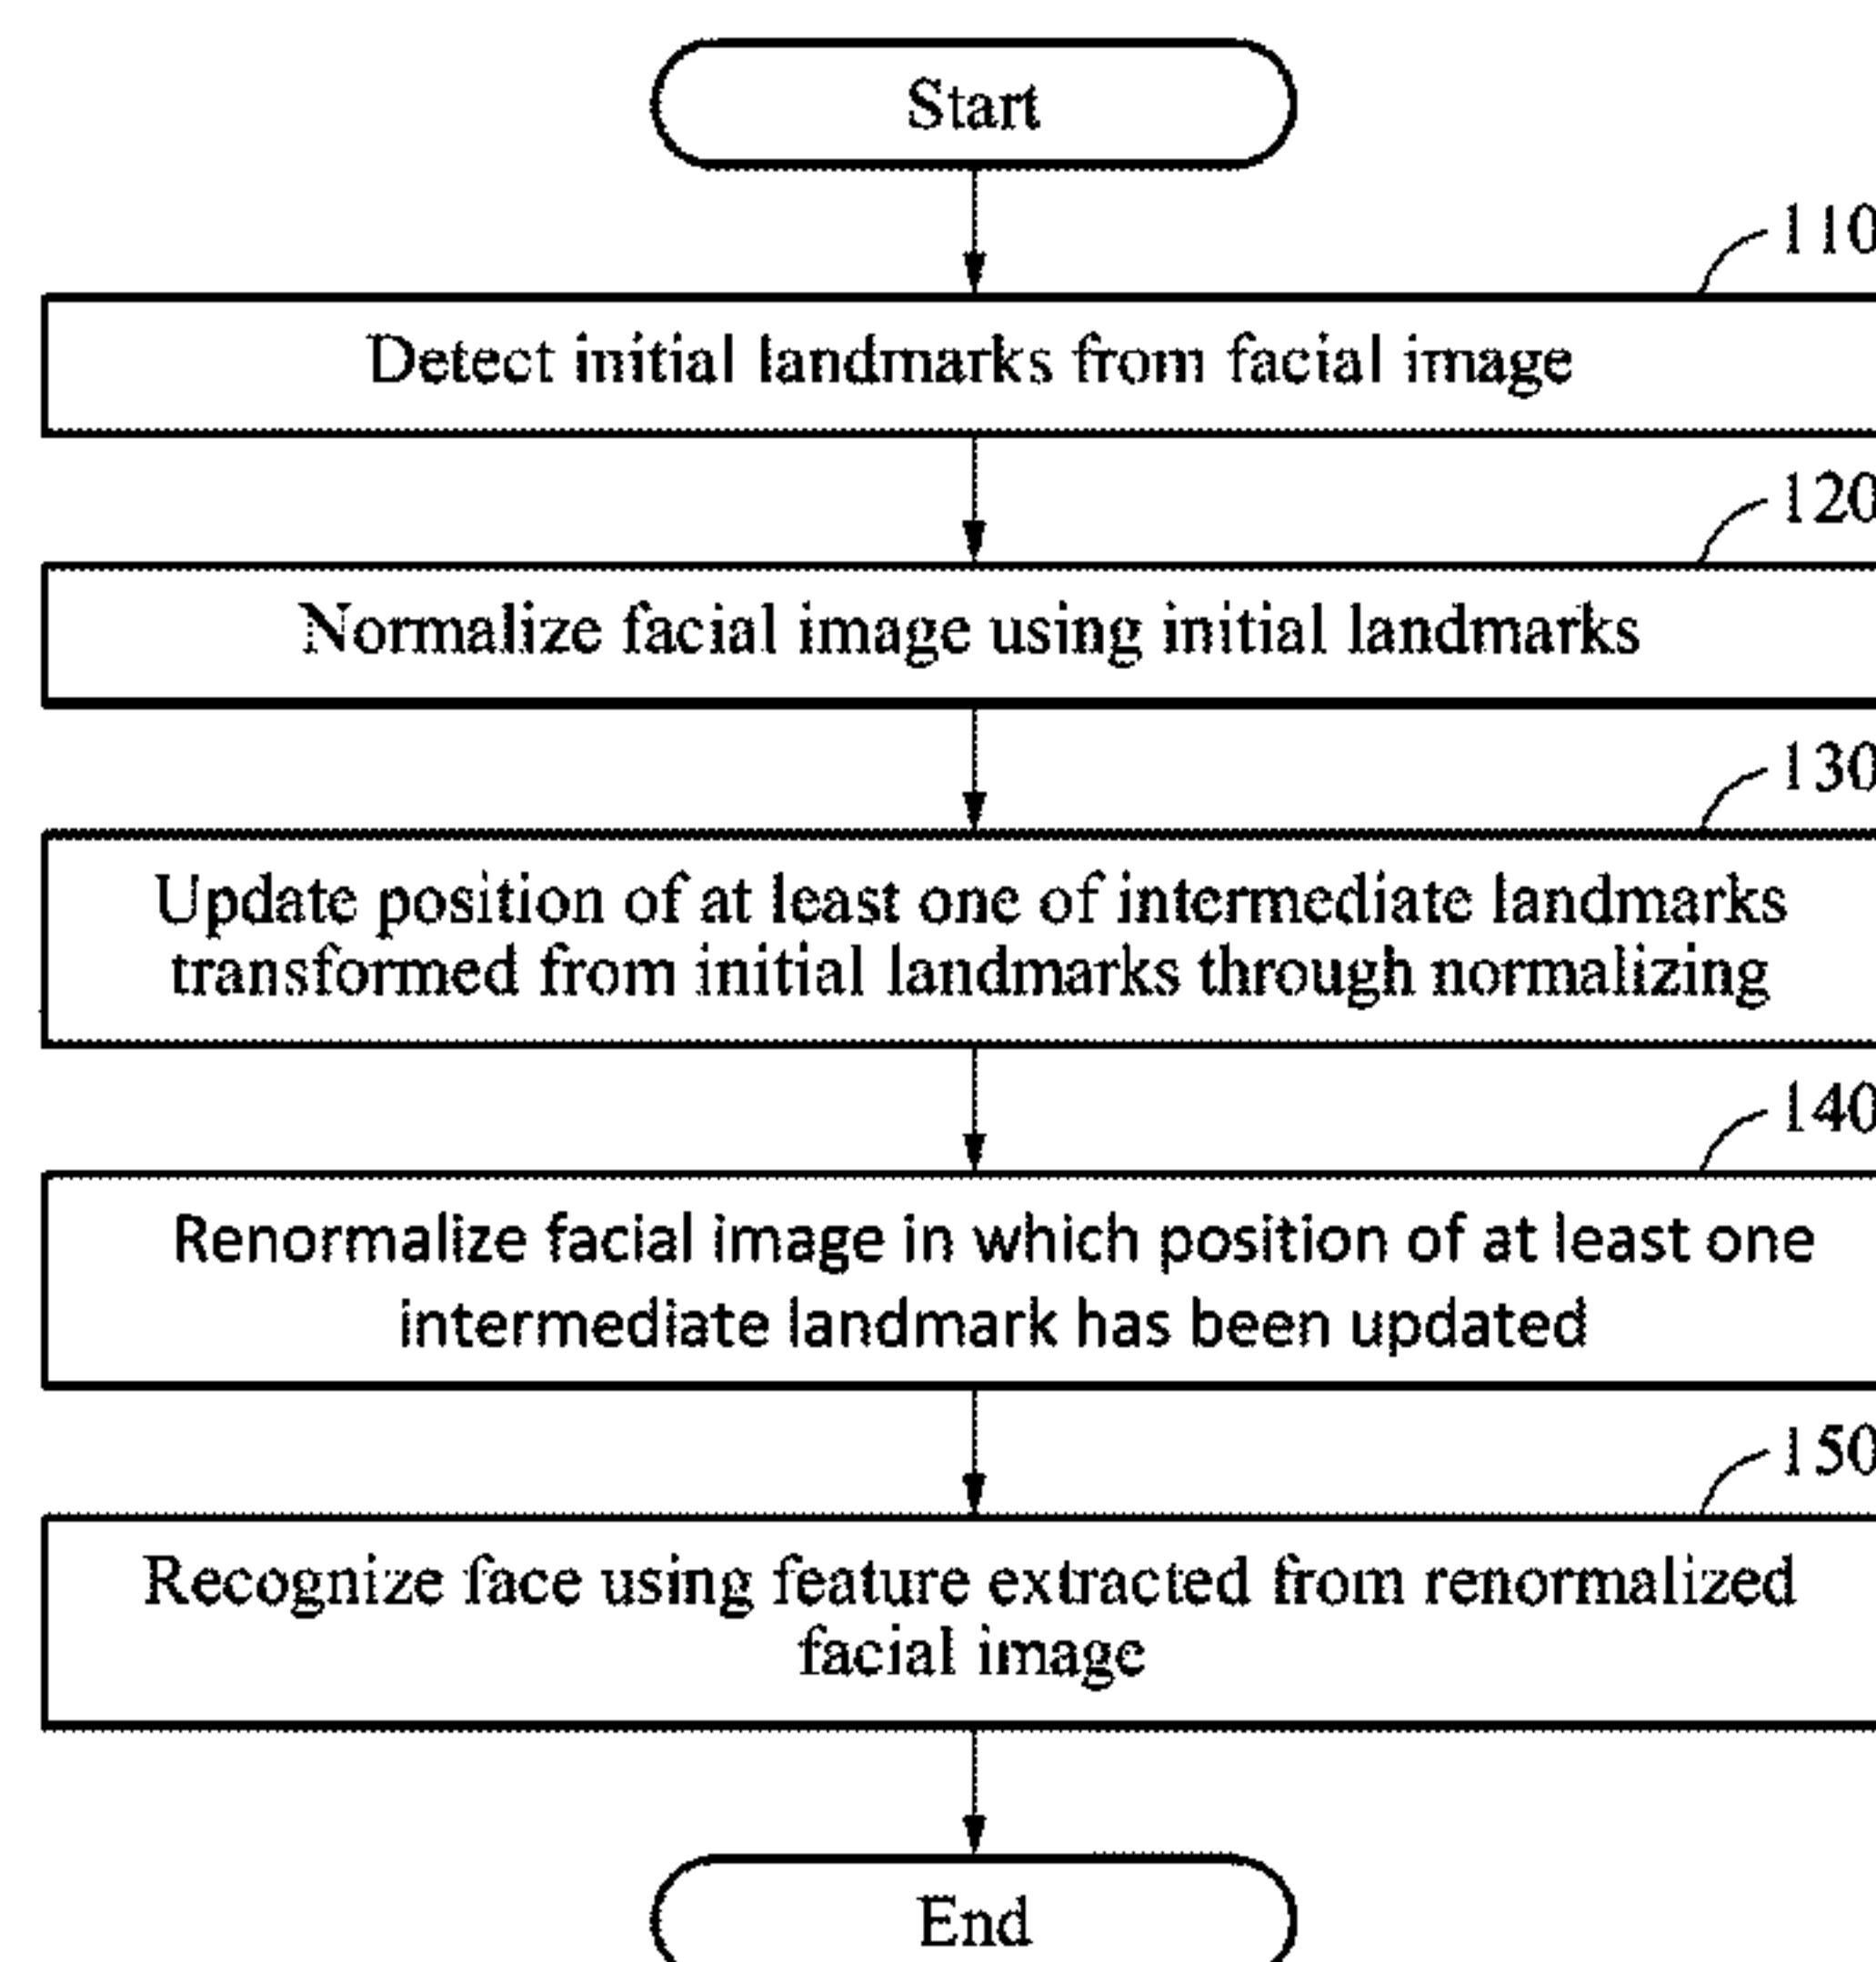 Start
110
Detect initial landmarks from facial image
120
Normalize facial image using initial landmarks
130
Update position of at least one of intermediate landmarks
transformed from initial landmarks through normalizing
140
Renormalize facial image in which position of at least one
intermediate landmark has been updated
150
Recognize face using feature extracted from renormalized
facial image
End